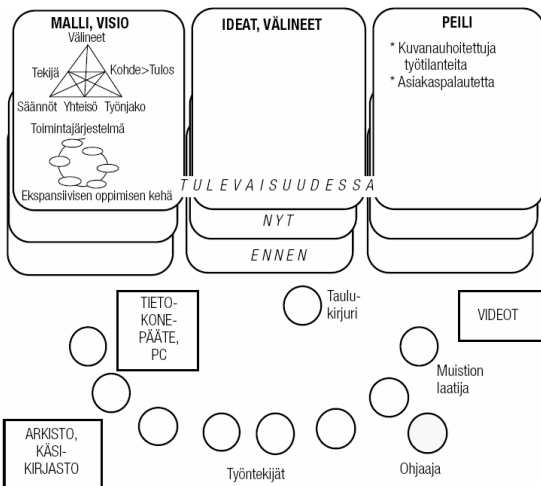 MALLI, VISIO
Välineet
Tekijä
Kohde>Tulos
Säännöt Yhteisö Työnjako
Toimintajärjestelmä
Ekspansiivisen oppimisen kehä
IDEAT, VÄLINEET
PEILI
* Kuvanauhoitettuja
työtilanteita
* Asiakaspalautetta
TULEVAISUUDESSA
NYT
ENNEN
TIETO-
KONE-
PÄÄTE,
PC
Taulu-
kirjuri
VIDEOT
Muistion
laatija
ARKISTO,
KÄSI-
KIRJASTO
Työntekijät
Ohjaaja